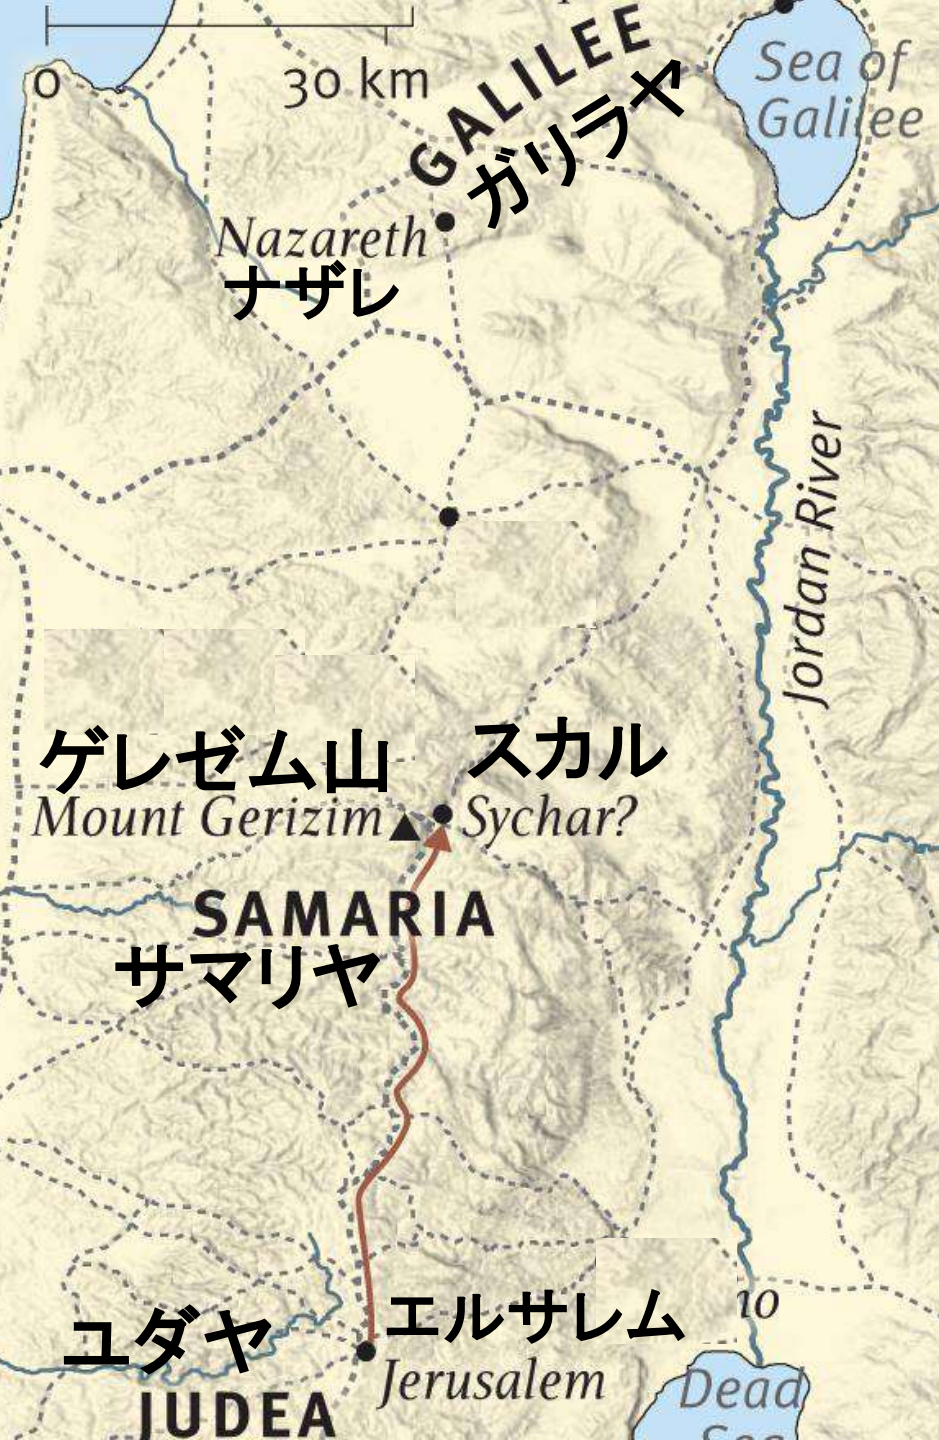 0
30 km
GALILEE
ガリラヤ
Sea of
Galilee
Nazareth
ナザレ
Jordan River
ゲレゼム山
スカル
Mount Gerizim
Sychar?
SAMARIA
サマリヤ
エルサレム
10
ユダヤ
Jerusalem
JUDEA
Dead
Sea